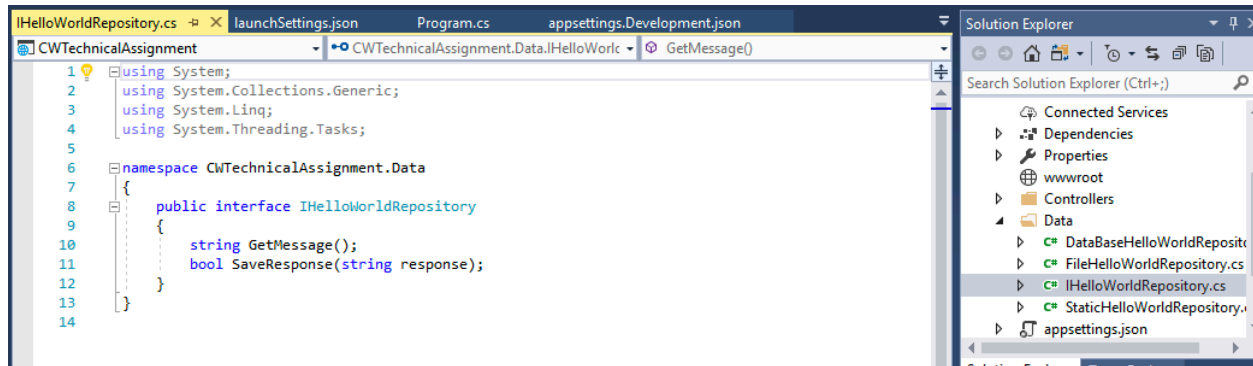 IHelloWorldRepository.cs launchSettings.json Program.cs appsettings.Development.json
CWTechnicalAssignment CWTechnicalAssignment.Data.IHelloWorlc GetMessage()
1 using System;
2 using System.Collections.Generic;
3 using System.Linq;
4 using System.Threading.Tasks;
5
6 namespace CWTechnicalAssignment.Data
7 {
8 public interface IHelloWorldRepository
9 {
10 string GetMessage();
11 bool SaveResponse(string response);
12 }
13 }
14
Solution Explorer
Search Solution Explorer (Ctrl+;)
Connected Services
Dependencies
Properties
wwwroot
Controllers
Data
C# DataBaseHelloWorldReposito
C# FileHelloWorldRepository.cs
C# IHelloWorldRepository.cs
C# StaticHelloWorldRepository.
appsettings.json